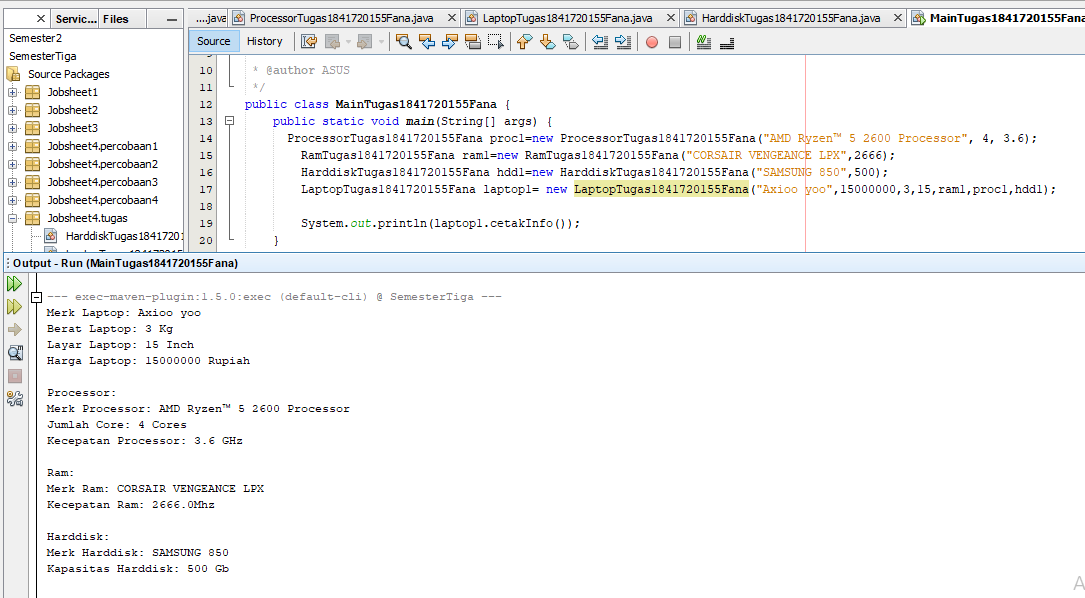 Servic... Files
Semester2
SemesterTiga
Source Packages
Jobsheet1
Jobsheet2
Jobsheet3
Jobsheet4.percobaan1
Jobsheet4.percobaan2
Jobsheet4.percobaan3
Jobsheet4.percobaan4
Jobsheet4.tugas
HarddiskTugas18417201
....java ProcessorTugas1841720155Fana.java LaptopTugas1841720155Fana.java HarddiskTugas1841720155Fana.java MainTugas1841720155Fana
Source History
10 * @author ASUS
11 */
12 public class MainTugas1841720155Fana {
13 public static void main(String[] args) {
14 ProcessorTugas1841720155Fana proc1=new ProcessorTugas1841720155Fana("AMD Ryzen™ 5 2600 Processor", 4, 3.6);
15 RamTugas1841720155Fana ram1=new RamTugas1841720155Fana("CORSAIR VENGEANCE LPX",2666);
16 HarddiskTugas1841720155Fana hdd1=new HarddiskTugas1841720155Fana("SAMSUNG 850",500);
17 LaptopTugas1841720155Fana laptop1= new LaptopTugas1841720155Fana("Axioo yoo",15000000,3,15,ram1,proc1,hdd1);
18
19 System.out.println(laptop1.cetakInfo());
20 }
Output - Run (MainTugas1841720155Fana)
--- exec-maven-plugin:1.5.0:exec (default-cli) @ SemesterTiga ---
Merk Laptop: Axioo yoo
Berat Laptop: 3 Kg
Layar Laptop: 15 Inch
Harga Laptop: 15000000 Rupiah
Processor:
Merk Processor: AMD Ryzen™ 5 2600 Processor
Jumlah Core: 4 Cores
Kecepatan Processor: 3.6 GHz
Ram:
Merk Ram: CORSAIR VENGEANCE LPX
Kecepatan Ram: 2666.0Mhz
Harddisk:
Merk Harddisk: SAMSUNG 850
Kapasitas Harddisk: 500 Gb
A